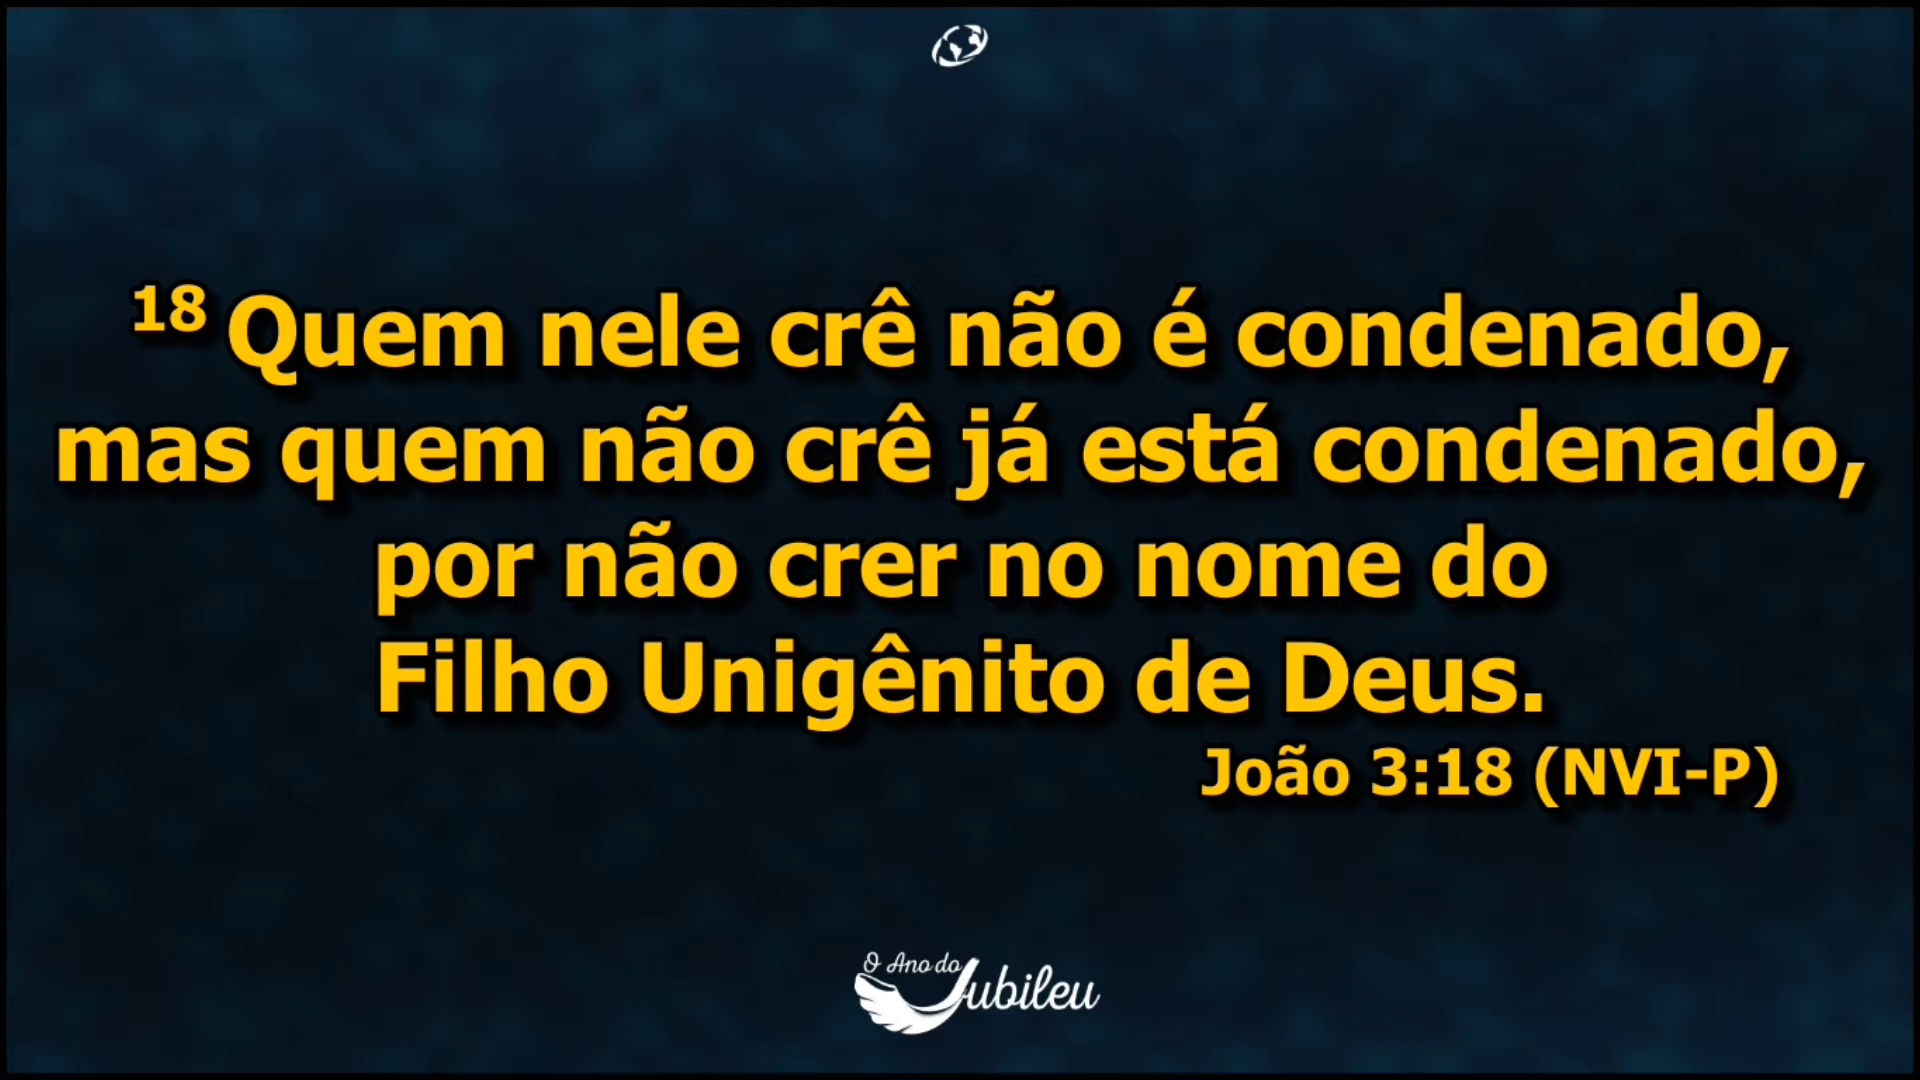 18 Quem nele crê não é condenado,
mas quem não crê já está condenado,
por não crer no nome do
Filho Unigênito de Deus.
João 3:18 (NVI-P)
O Ano do
Jubileu